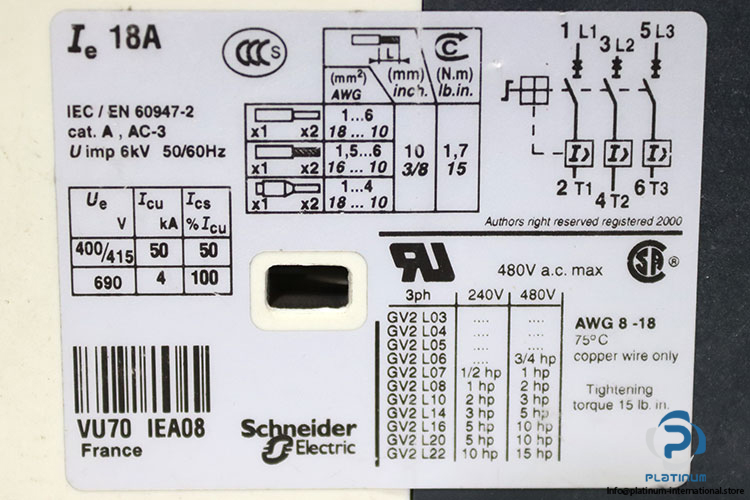 Ie 18A
CCC S
IEC / EN 60947-2
cat. A , AC-3
U imp 6kV 50/60Hz
Ue V Icu kA Ics % Icu
400/415 50 50
690 4 100
L
(mm²) AWG (mm) inch. (N.m) lb.in.
x1 x2 1...6 18 ... 10
x1 x2 1,5...6 16 ... 10 10 3/8 1,7 15
x1 x2 1...4 18 ... 10
1 L1 3 L2 5 L3
I> I> I>
2 T1 4 T2 6 T3
Authors right reserved registered 2000
RU 480V a.c. max SA ®
3ph 240V 480V
GV2 L03 .... ....
GV2 L04 .... ....
GV2 L05 .... ....
GV2 L06 .... 3/4 hp
GV2 L07 1/2 hp 1 hp
GV2 L08 1 hp 2 hp
GV2 L10 2 hp 3 hp
GV2 L14 3 hp 5 hp
GV2 L16 5 hp 10 hp
GV2 L20 5 hp 10 hp
GV2 L22 10 hp 15 hp
AWG 8 -18
75°C
copper wire only
Tightening
torque 15 lb. in.
VU70 IEA08
France
Schneider
Electric
PLATINUM
Info@platinum-international.store